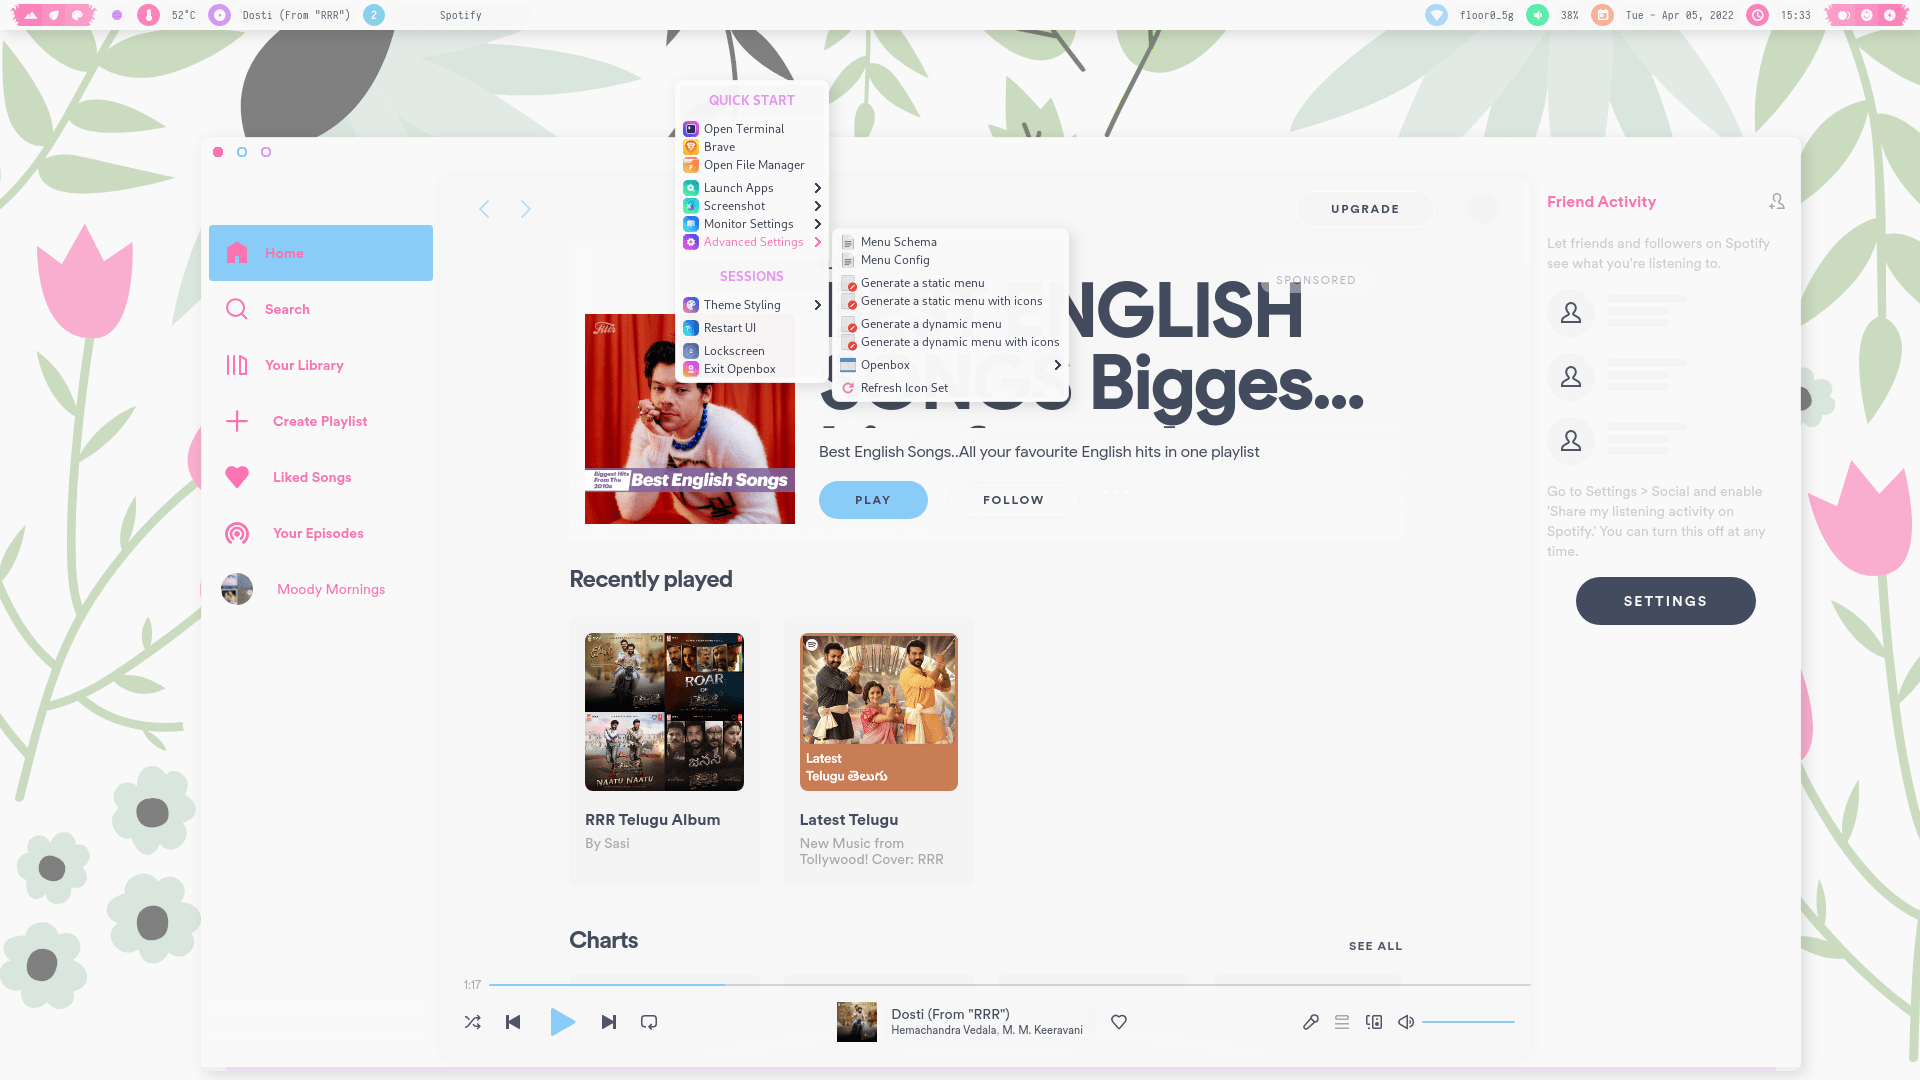 52°C
Dosti (From "RRR")
2
Spotify
floor0_5g
38%
Tue - Apr 05, 2022
15:33
QUICK START
Open Terminal
Brave
Open File Manager
Launch Apps
Screenshot
Monitor Settings
Advanced Settings
SESSIONS
Theme Styling
Restart UI
Lockscreen
Exit Openbox
Menu Schema
Menu Config
Generate a static menu
Generate a static menu with icons
Generate a dynamic menu
Generate a dynamic menu with icons
Openbox
Refresh Icon Set
Home
Search
Your Library
Create Playlist
Liked Songs
Your Episodes
Moody Mornings
UPGRADE
SPONSORED
ENGLISH
SONGS Bigges...
Biggest Hits
From The
2010s
Best English Songs
Best English Songs..All your favourite English hits in one playlist
PLAY
FOLLOW
Recently played
ROAR
OF
NAATU NAATU
జనని
Latest
Telugu తెలుగు
RRR Telugu Album
By Sasi
Latest Telugu
New Music from
Tollywood! Cover: RRR
Charts
SEE ALL
1:17
Dosti (From "RRR")
Hemachandra Vedala, M. M. Keeravani
Friend Activity
Let friends and followers on Spotify
see what you're listening to.
Go to Settings > Social and enable
'Share my listening activity on
Spotify.' You can turn this off at any
time.
SETTINGS